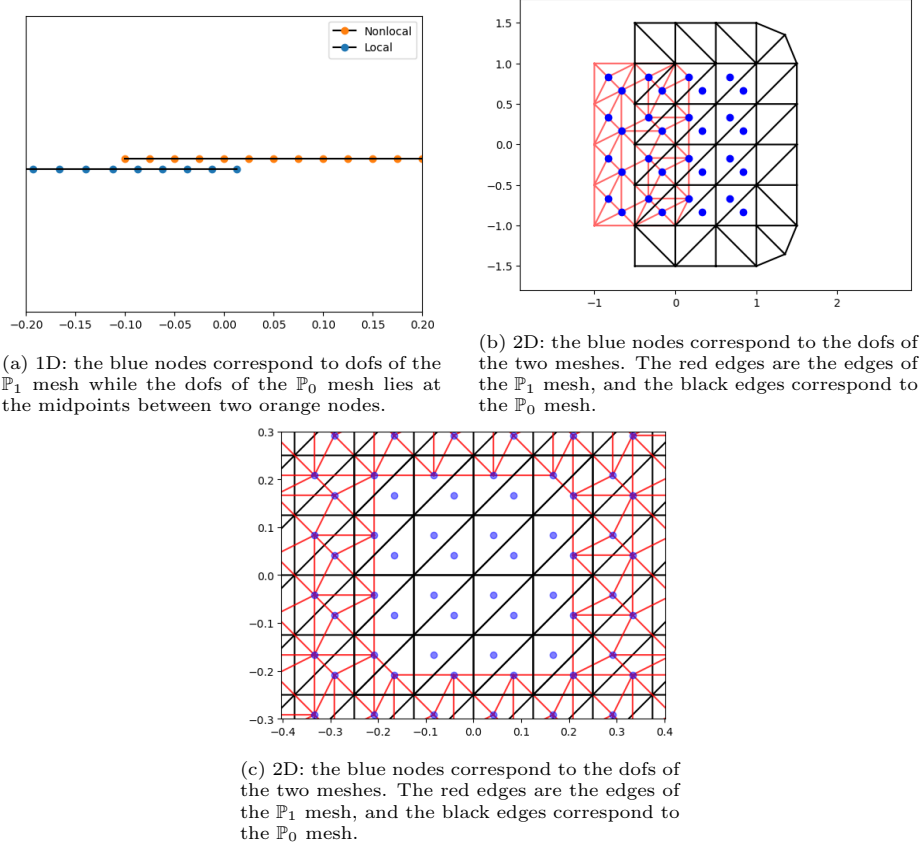 Nonlocal
Local
−0.20 −0.15 −0.10 −0.05 0.00 0.05 0.10 0.15 0.20
(a) 1D: the blue nodes correspond to dofs of the
ℙ₁ mesh while the dofs of the ℙ₀ mesh lies at
the midpoints between two orange nodes.
1.5
1.0
0.5
0.0
−0.5
−1.0
−1.5
−1 0 1 2
(b) 2D: the blue nodes correspond to the dofs of
the two meshes. The red edges are the edges of
the ℙ₁ mesh, and the black edges correspond to
the ℙ₀ mesh.
0.3
0.2
0.1
0.0
−0.1
−0.2
−0.3
−0.4 −0.3 −0.2 −0.1 0.0 0.1 0.2 0.3 0.4
(c) 2D: the blue nodes correspond to the dofs of
the two meshes. The red edges are the edges of
the ℙ₁ mesh, and the black edges correspond to
the ℙ₀ mesh.